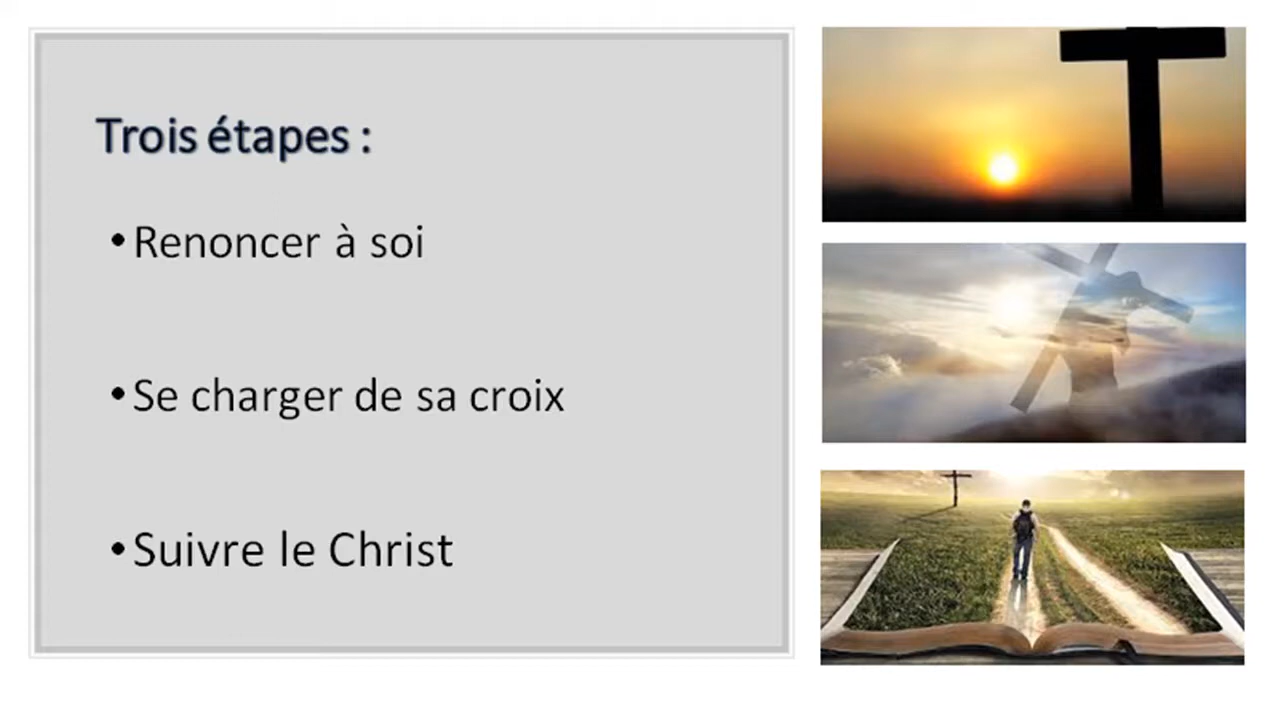 Trois étapes :
•Renoncer à soi
•Se charger de sa croix
•Suivre le Christ